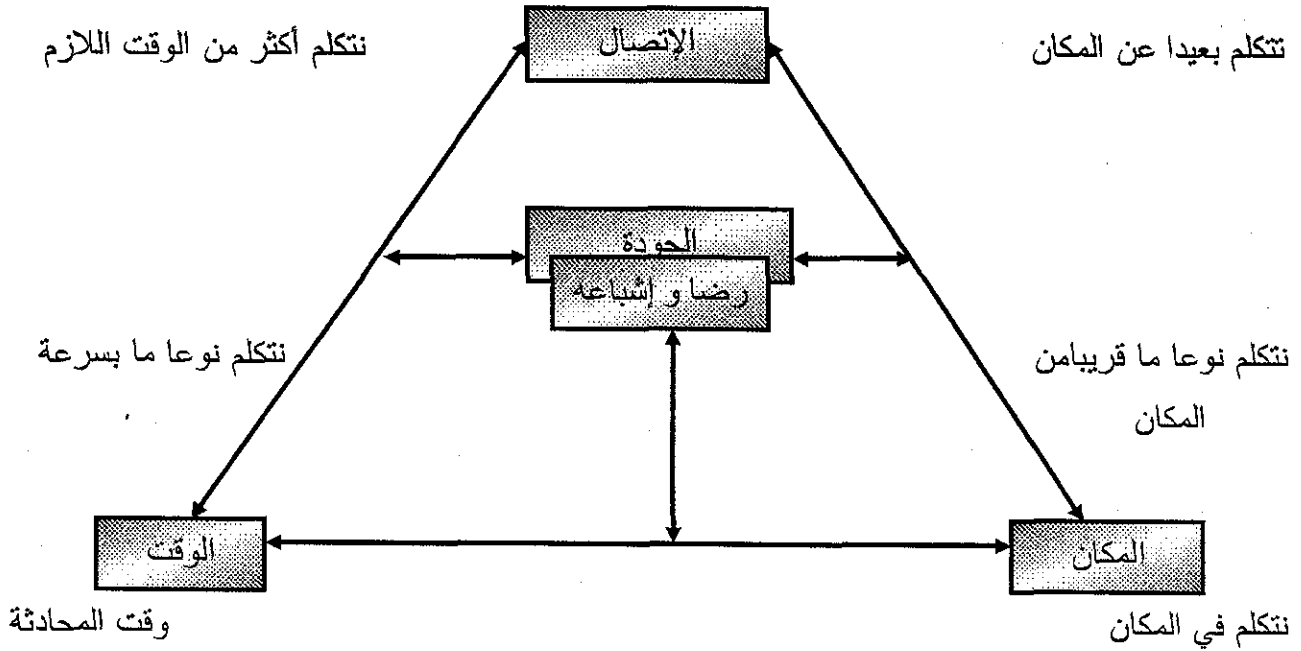 الإتصال
نتكلم بعيدا عن المكان
نتكلم أكثر من الوقت اللازم
الجودة
رضا و إشباعه
نتكلم نوعا ما قريبامن
المكان
نتكلم نوعا ما بسرعة
المكان
الوقت
نتكلم في المكان
وقت المحادثة